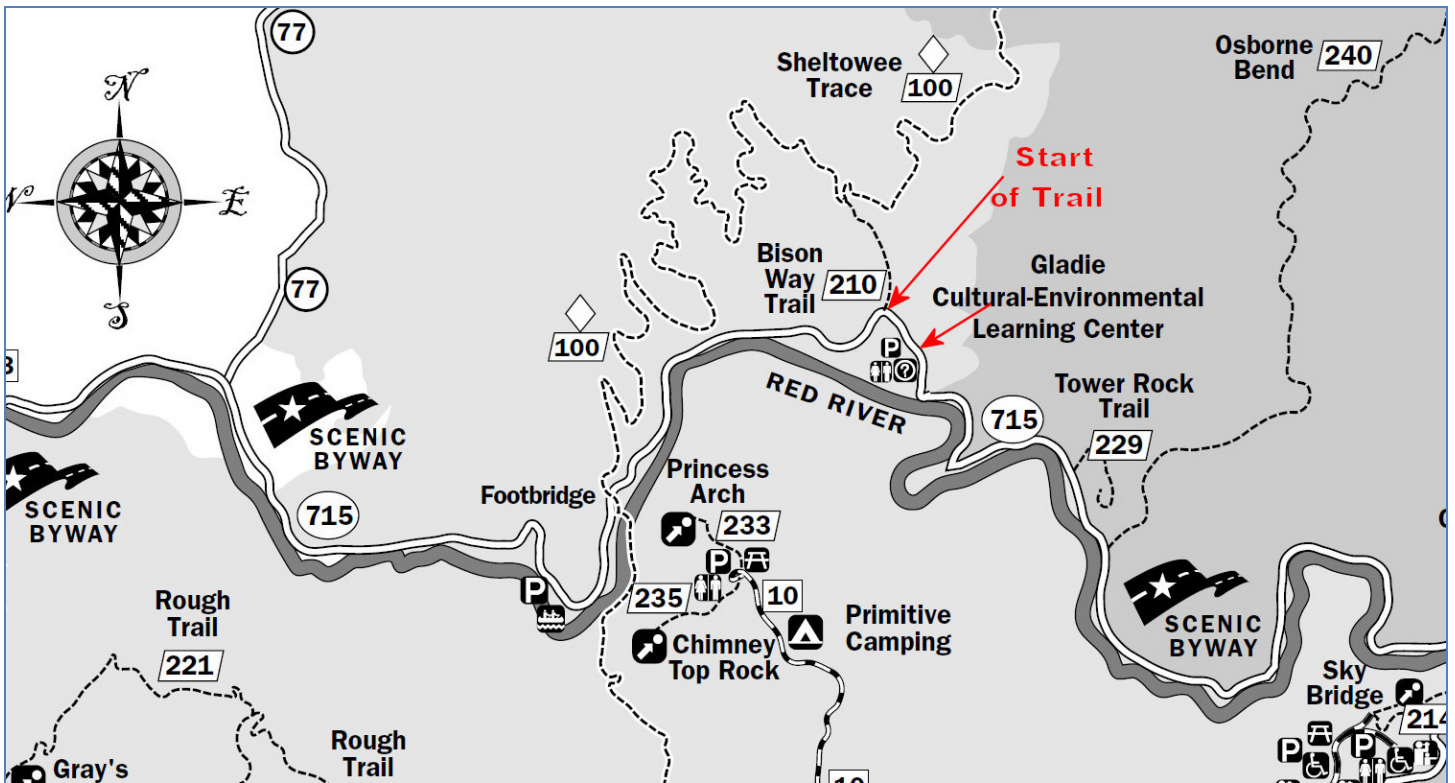 77
Sheltowee
Trace
100
Osborne
Bend
240
N
E
S
Start
of Trail
77
Bison
Way
Trail
210
Gladie
Cultural-Environmental
Learning Center
100
P
?
RED RIVER
Tower Rock
Trail
229
715
SCENIC
BYWAY
SCENIC
BYWAY
715
Footbridge
Princess
Arch
233
P
P
235
10
Primitive
Camping
Chimney
Top Rock
SCENIC
BYWAY
Rough
Trail
221
Sky
Bridge
214
P
P
Rough
Trail
Gray's
10